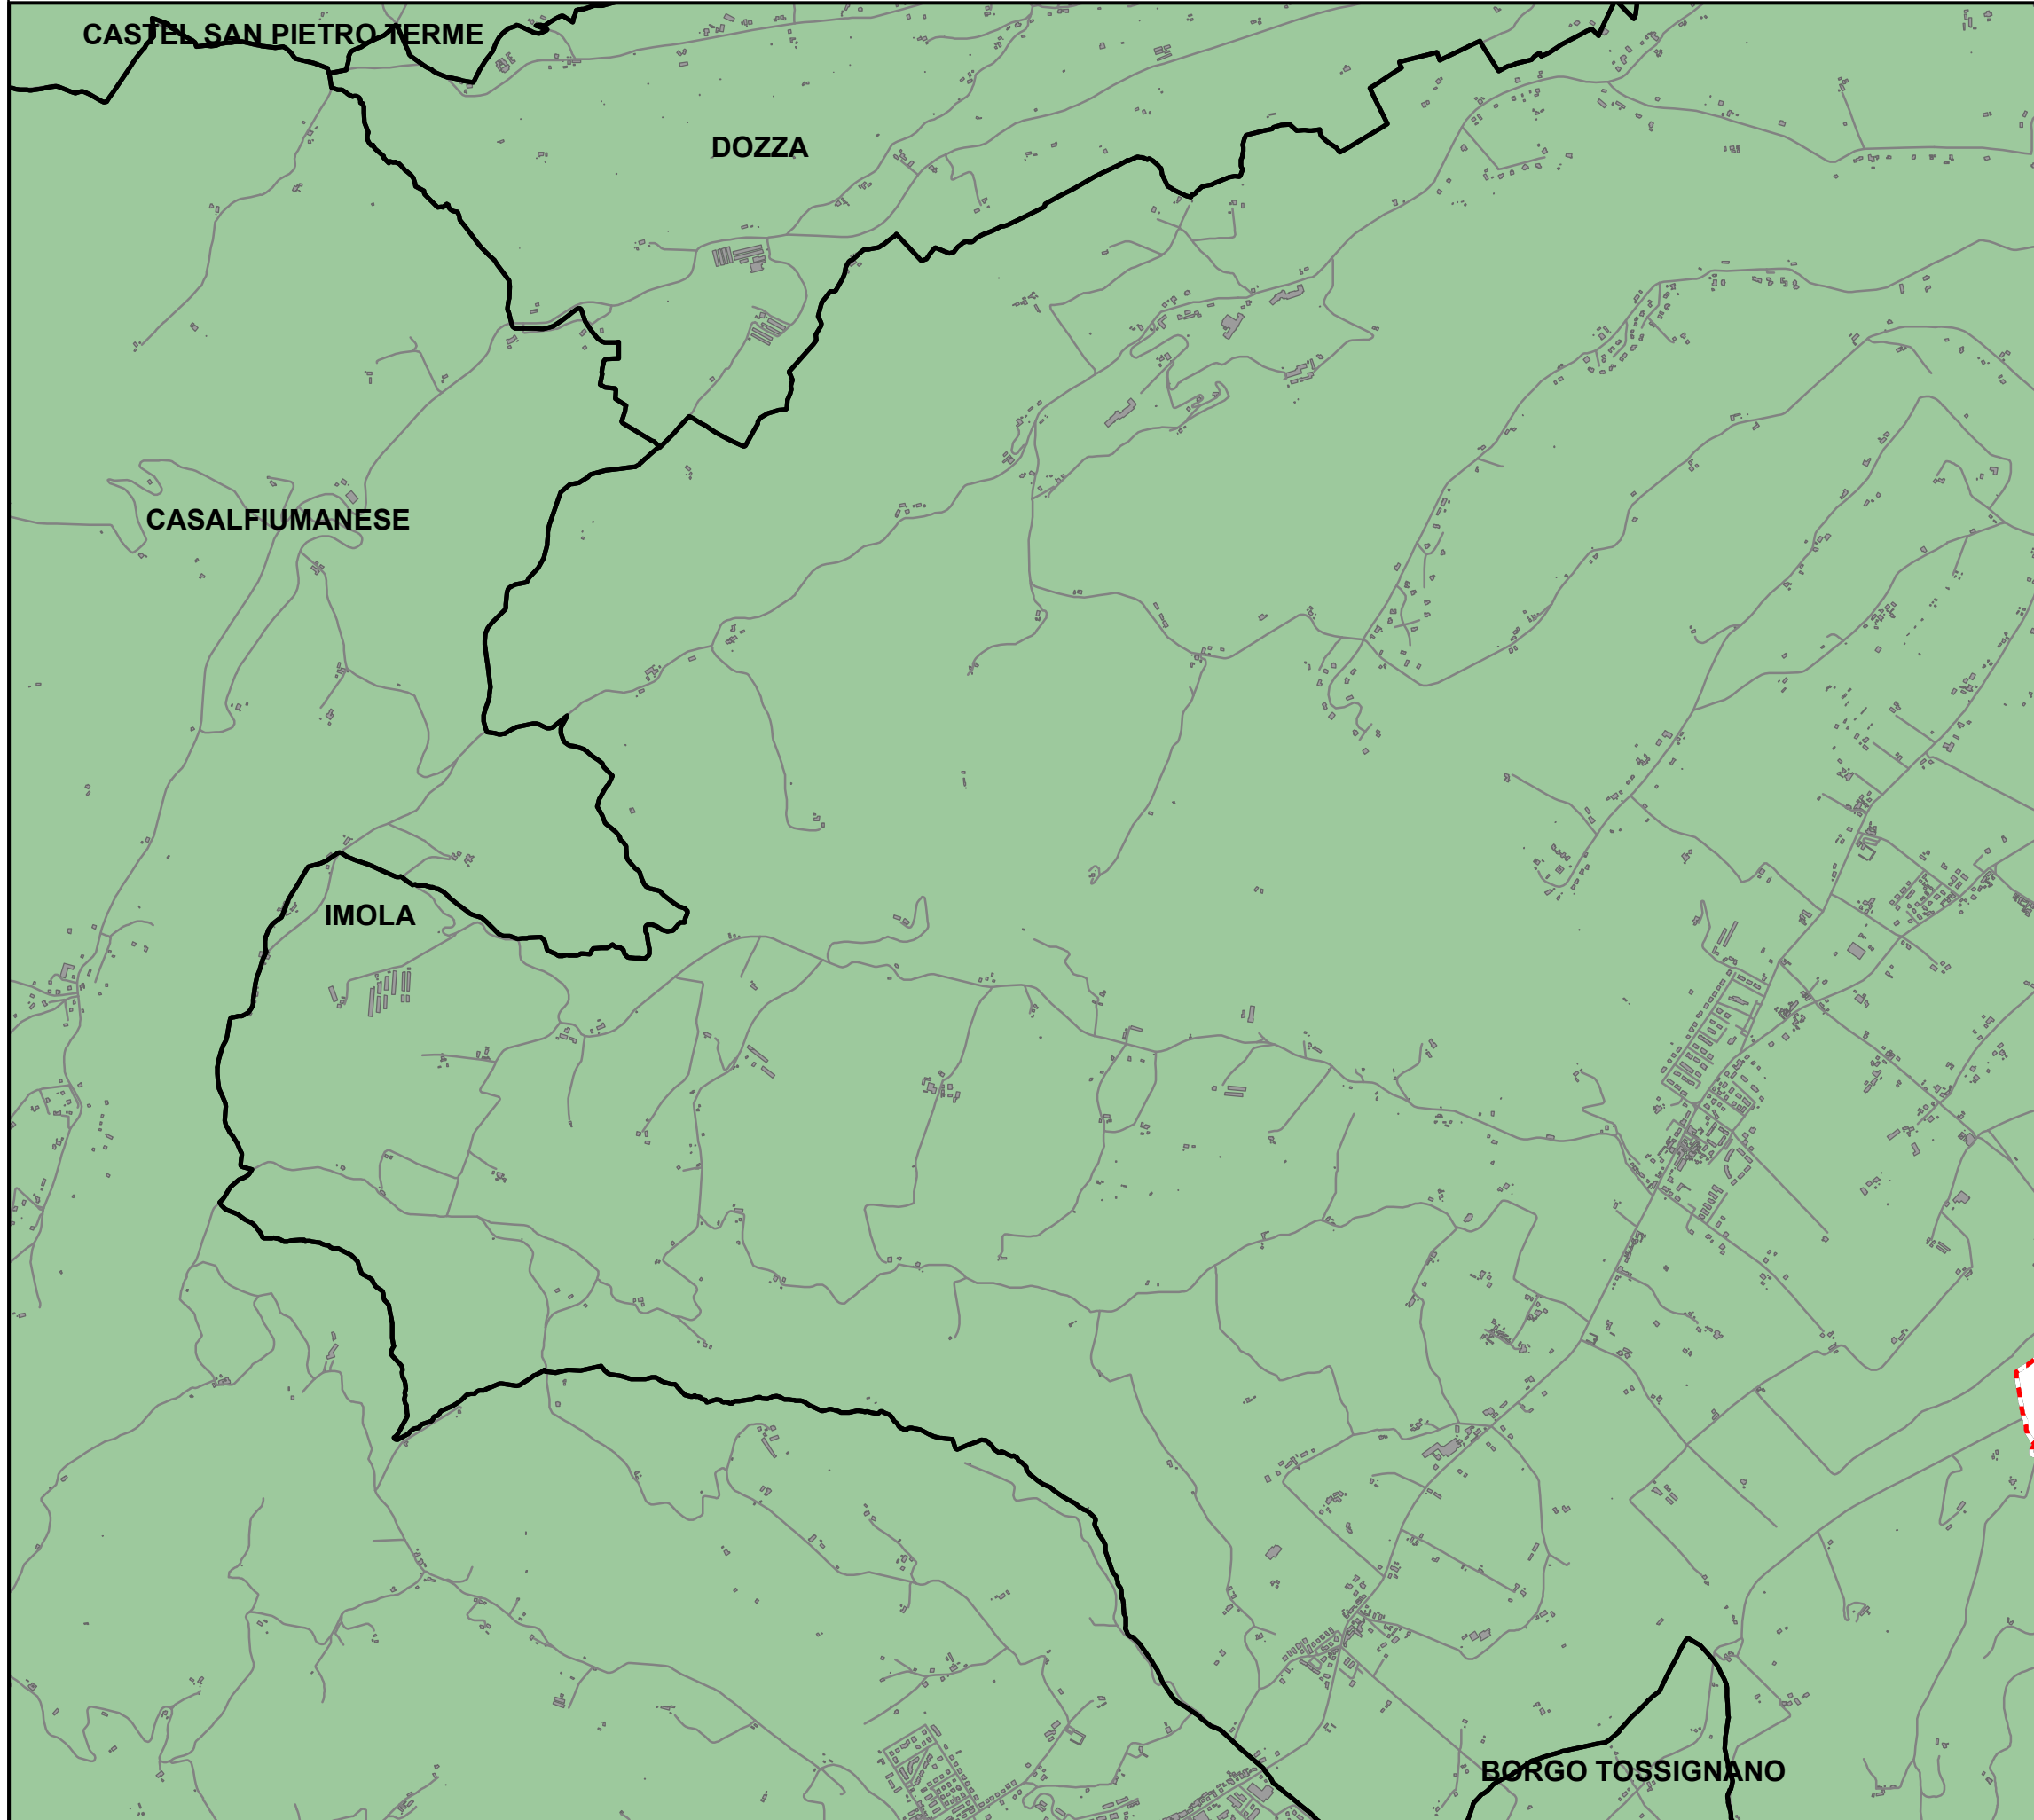 CASTEL SAN PIETRO TERME
DOZZA
CASALFIUMANESE
IMOLA
BORGO TOSSIGNANO